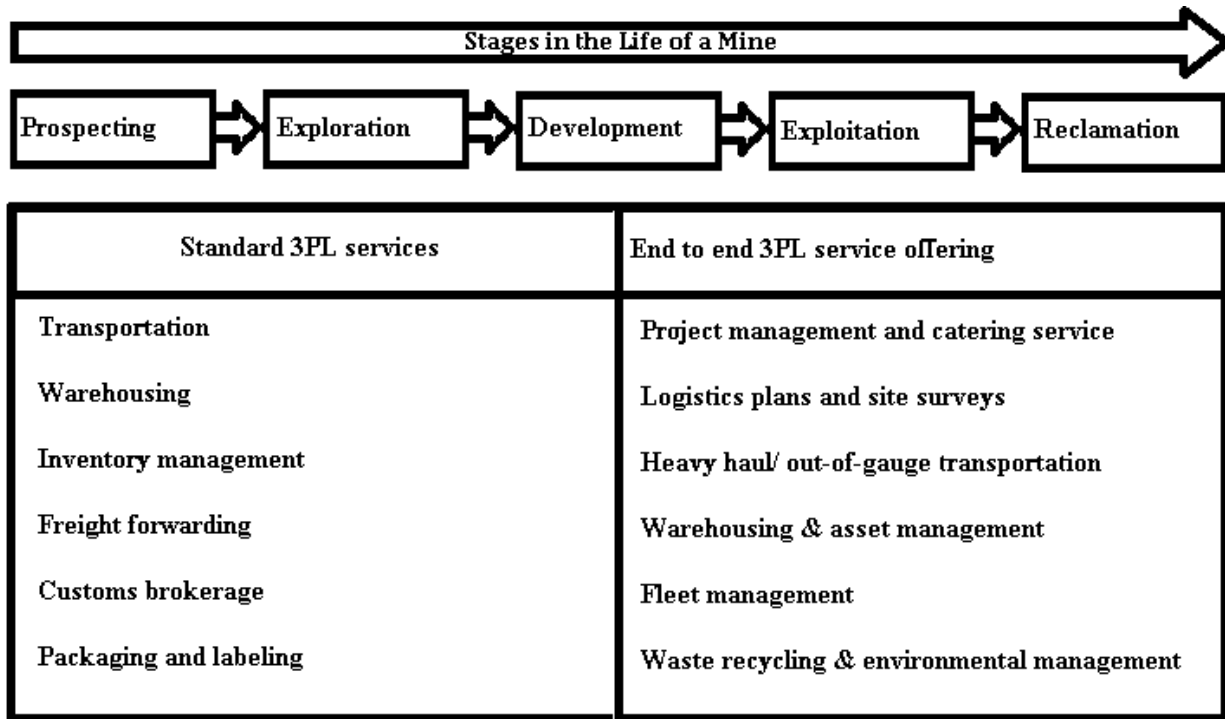 Stages in the Life of a Mine
Prospecting
Exploration
Development
Exploitation
Reclamation
Standard 3PL services
End to end 3PL service offering
Transportation
Project management and catering service
Warehousing
Logistics plans and site surveys
Inventory management
Heavy haul/ out-of-gauge transportation
Freight forwarding
Warehousing & asset management
Customs brokerage
Fleet management
Packaging and labeling
Waste recycling & environmental management